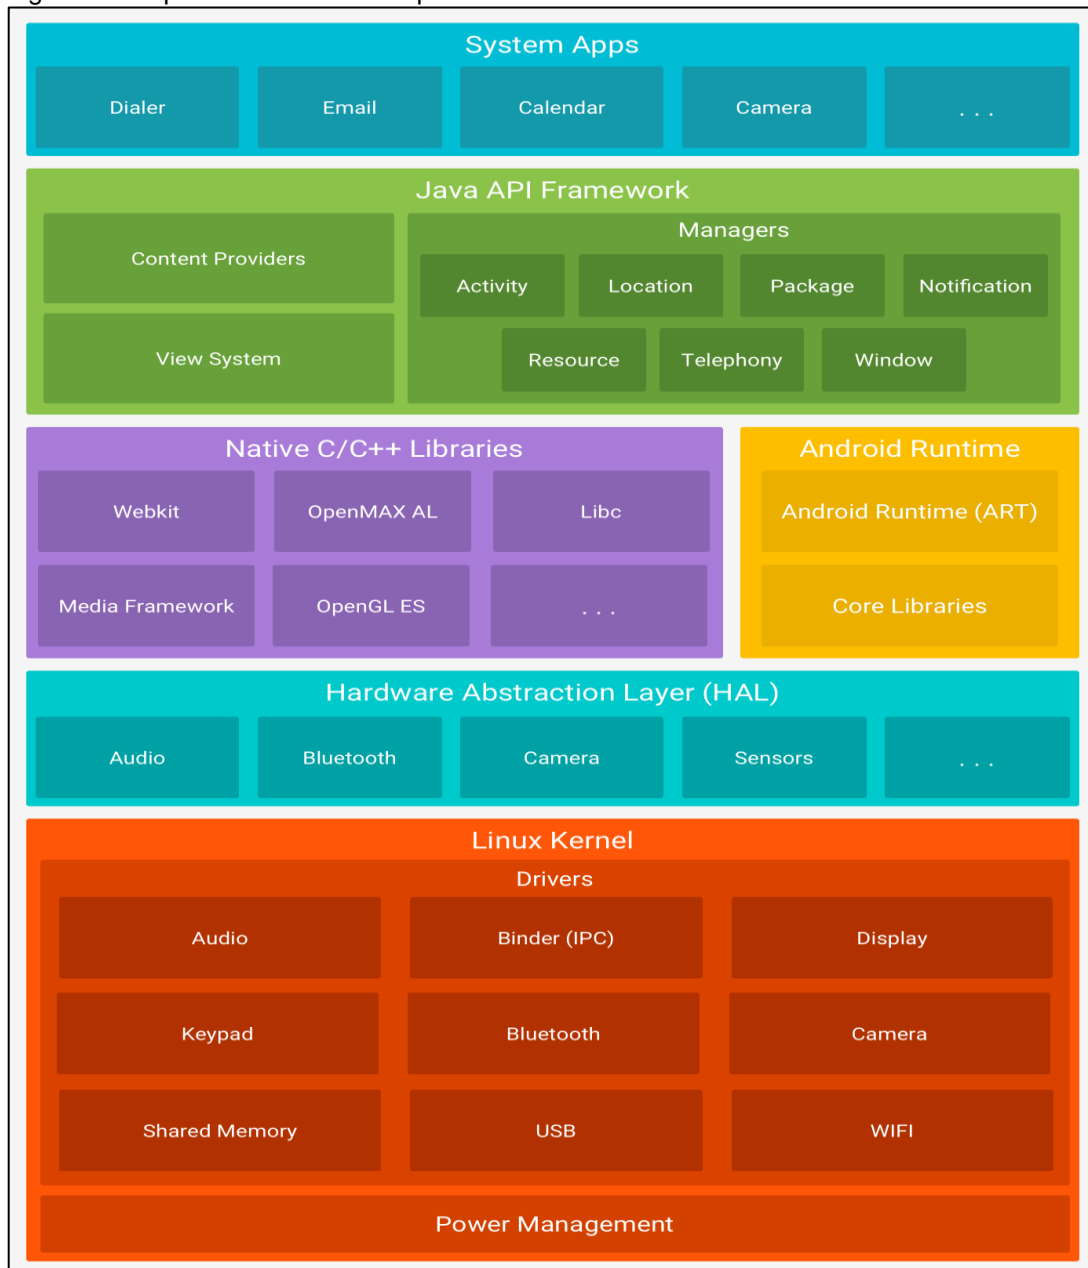 System Apps
Dialer
Email
Calendar
Camera
. . .
Java API Framework
Content Providers
View System
Managers
Activity
Location
Package
Notification
Resource
Telephony
Window
Native C/C++ Libraries
Webkit
OpenMAX AL
Libc
Media Framework
OpenGL ES
. . .
Android Runtime
Android Runtime (ART)
Core Libraries
Hardware Abstraction Layer (HAL)
Audio
Bluetooth
Camera
Sensors
. . .
Linux Kernel
Drivers
Audio
Binder (IPC)
Display
Keypad
Bluetooth
Camera
Shared Memory
USB
WIFI
Power Management